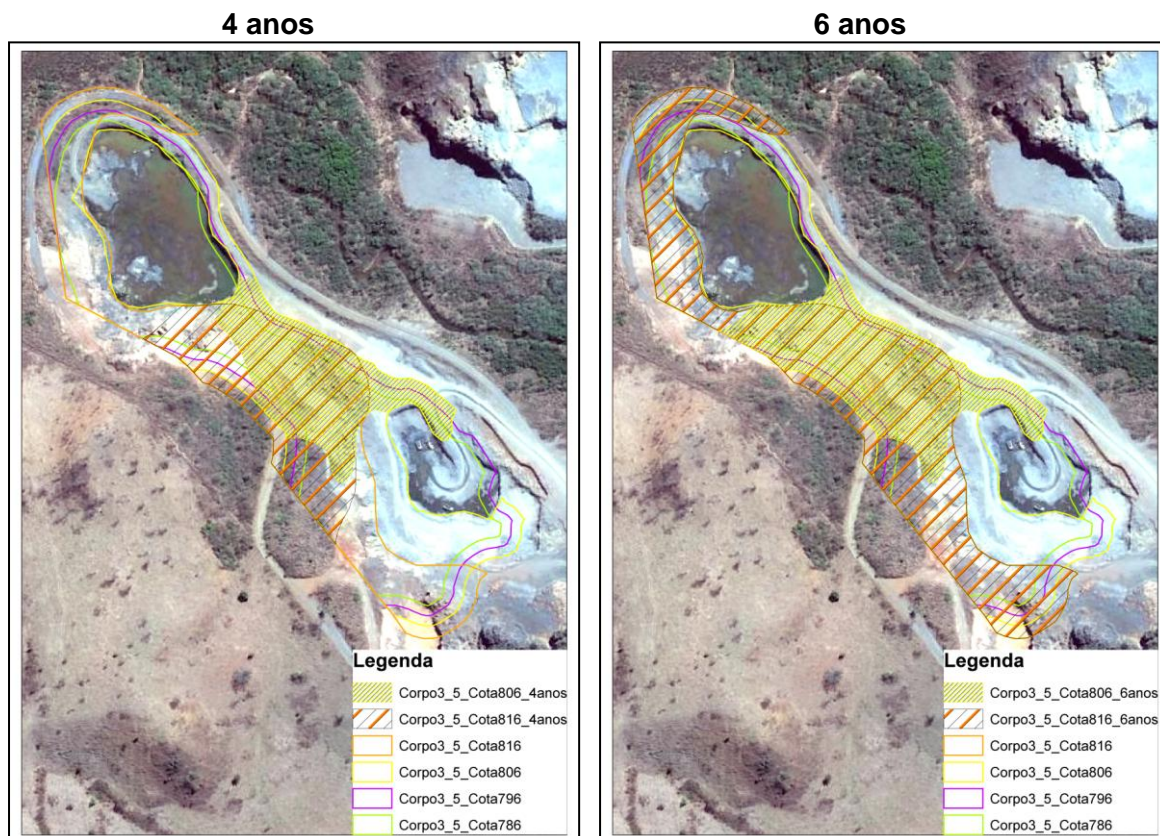 4 anos
6 anos
Legenda
Corpo3_5_Cota806_4anos
Corpo3_5_Cota816_4anos
Corpo3_5_Cota816
Corpo3_5_Cota806
Corpo3_5_Cota796
Corpo3_5_Cota786
Legenda
Corpo3_5_Cota806_6anos
Corpo3_5_Cota816_6anos
Corpo3_5_Cota816
Corpo3_5_Cota806
Corpo3_5_Cota796
Corpo3_5_Cota786